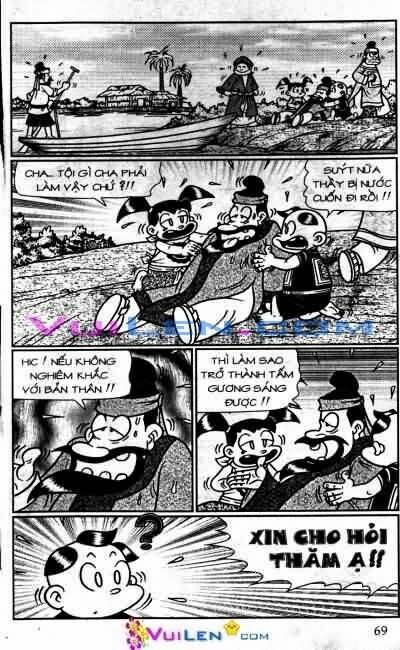 CHA... TỘI GÌ CHA PHẢI
LÀM VẬY CHỨ ?!!
SUÝT NỮA
THẦY BỊ NƯỚC
CUỐN ĐI RỒI !!
VUILEN.COM
HIC ! NẾU KHÔNG
NGHIÊM KHẮC
VỚI BẢN THÂN !!
THÌ LÀM SAO
TRỞ THÀNH TẤM
GƯƠNG SÁNG
ĐƯỢC !!
?
XIN CHO HỎI
THĂM Ạ!!
69
VUILEN COM